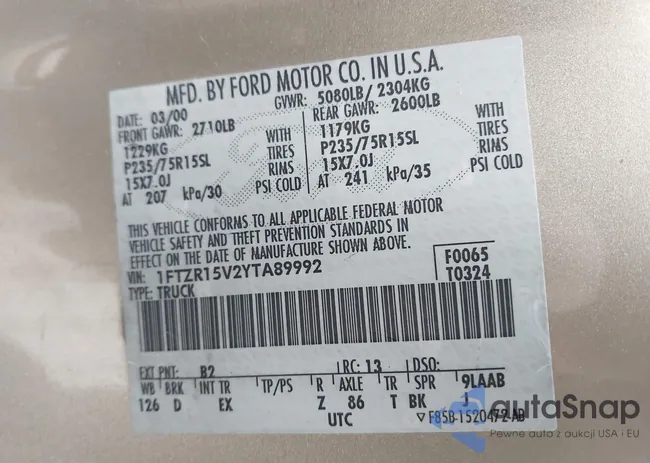 MFD. BY FORD MOTOR CO. IN U.S.A.
DATE: 03/00 GVWR: 5080LB/ 2304KG
FRONT GAWR: 2710LB REAR GAWR: 2600LB
1229KG WITH 1179KG WITH
P235/75R15SL TIRES P235/75R15SL TIRES
15X7.0J RIMS 15X7.0J RIMS
AT 207 kPa/30 PSI COLD AT 241 kPa/35 PSI COLD
THIS VEHICLE CONFORMS TO ALL APPLICABLE FEDERAL MOTOR
VEHICLE SAFETY AND THEFT PREVENTION STANDARDS IN
EFFECT ON THE DATE OF MANUFACTURE SHOWN ABOVE.
VIN: 1FTZR15V2YTA89992 F0065
TYPE: TRUCK T0324
EXT PNT: B2 RC: 13 DSO:
WB BRK INT TR TP/PS R AXLE T SPR 9LAAB
126 D EX Z 86 T BK J
UTC F85B-1520472-AB
autoSnap
Pewne auto z aukcji USA i EU